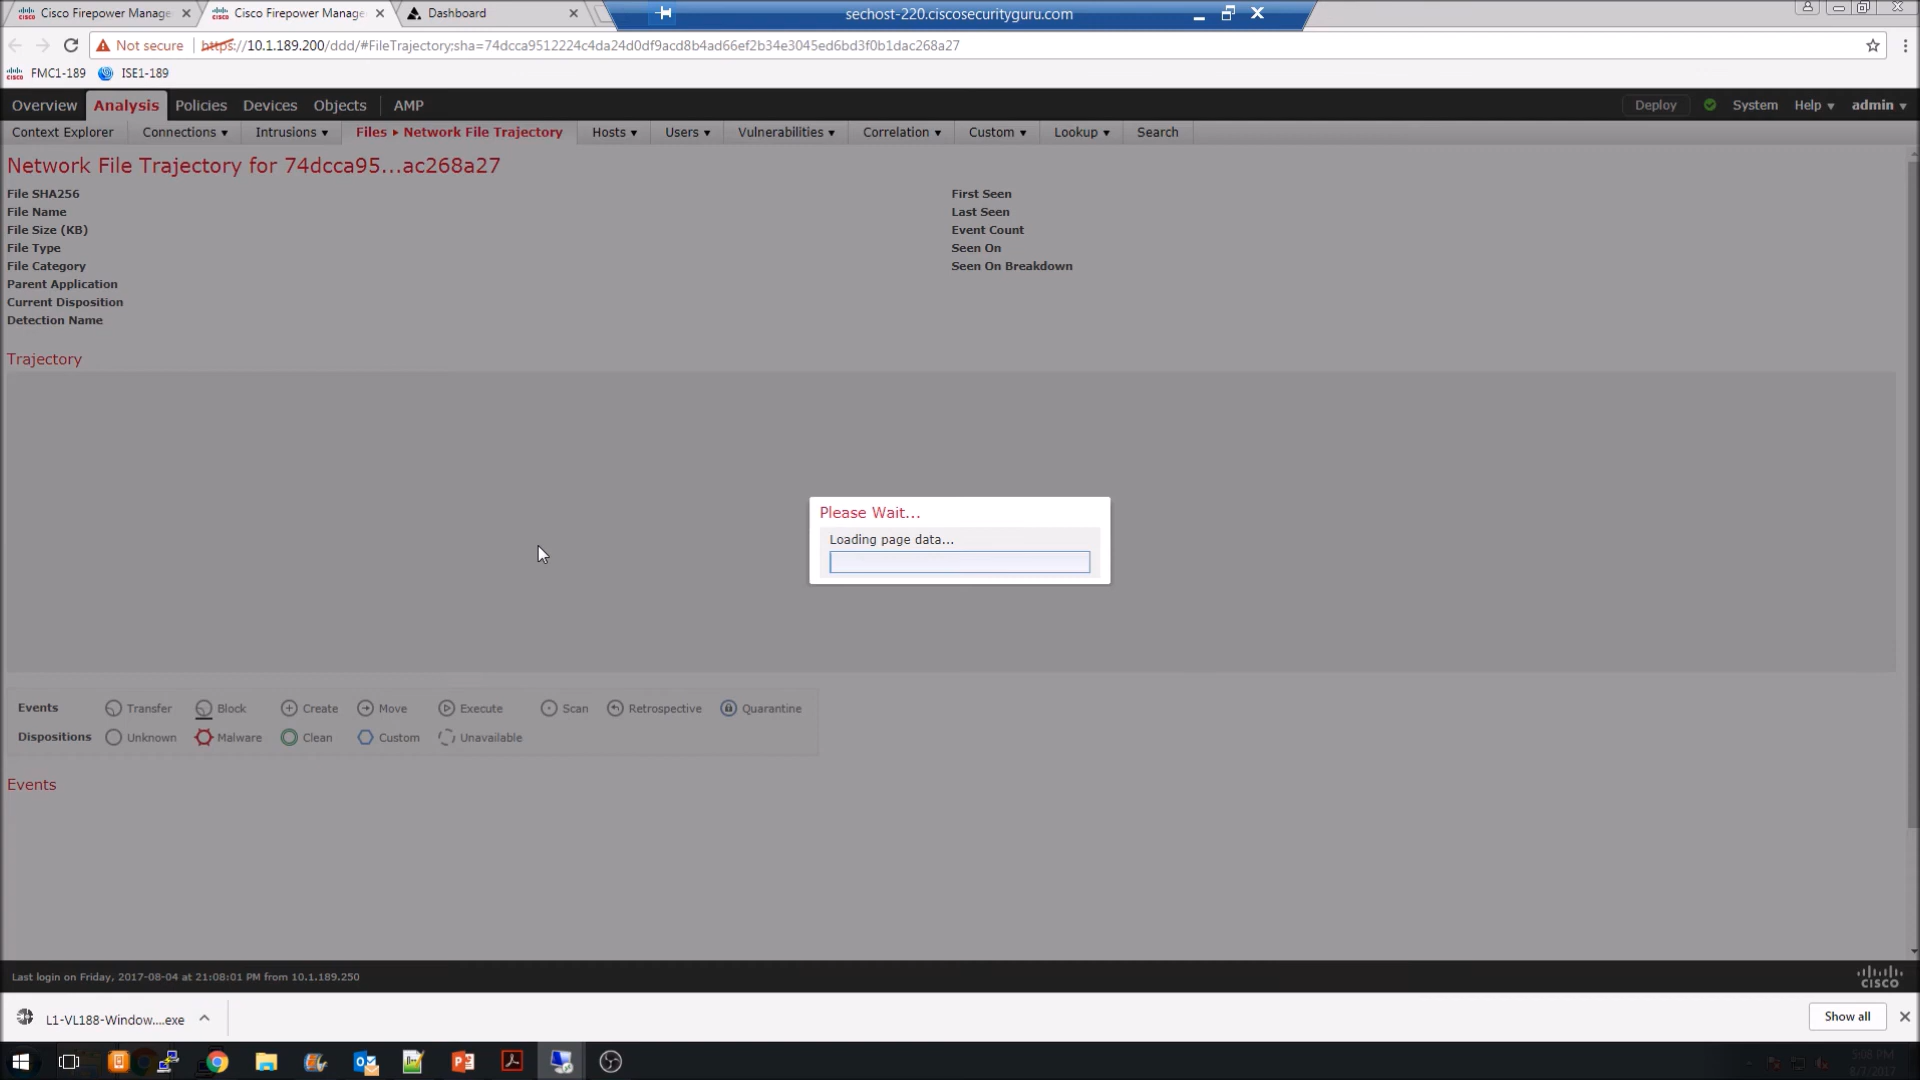 Cisco Firepower Manage
Cisco Firepower Manage
Dashboard
sechost-220.ciscosecurityguru.com
Not secure
https://10.1.189.200/ddd/#FileTrajectory;sha=74dcca9512224c4da24d0df9acd8b4ad66ef2b34e3045ed6bd3f0b1dac268a27
FMC1-189
ISE1-189
Overview
Analysis
Policies
Devices
Objects
AMP
Deploy
System
Help
admin
Context Explorer
Connections
Intrusions
Files
Network File Trajectory
Hosts
Users
Vulnerabilities
Correlation
Custom
Lookup
Search
Network File Trajectory for 74dcca95...ac268a27
File SHA256
File Name
File Size (KB)
File Type
File Category
Parent Application
Current Disposition
Detection Name
First Seen
Last Seen
Event Count
Seen On
Seen On Breakdown
Trajectory
Please Wait...
Loading page data...
Events
Transfer
Block
Create
Move
Execute
Scan
Retrospective
Quarantine
Dispositions
Unknown
Malware
Clean
Custom
Unavailable
Events
Last login on Friday, 2017-08-04 at 21:08:01 PM from 10.1.189.250
CISCO
L1-VL188-Window....exe
Show all
5:08 PM
8/7/2017